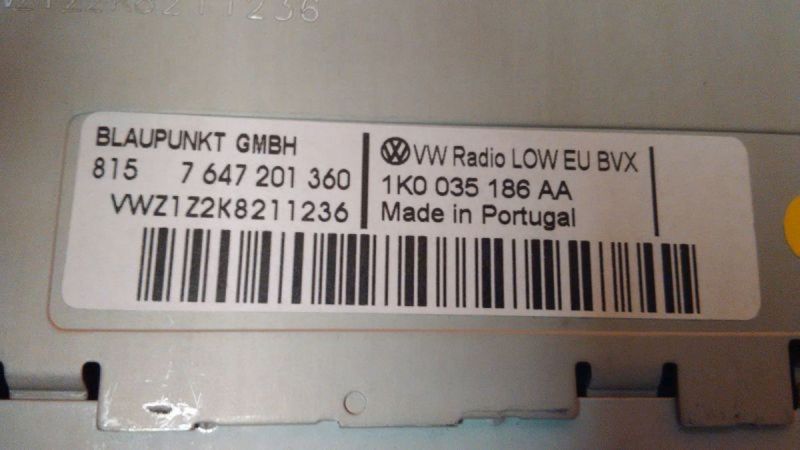 VWZ1Z2K8211236
BLAUPUNKT GMBH
815 7 647 201 360
VWZ1Z2K8211236
VW Radio LOW EU BVX
1K0 035 186 AA
Made in Portugal